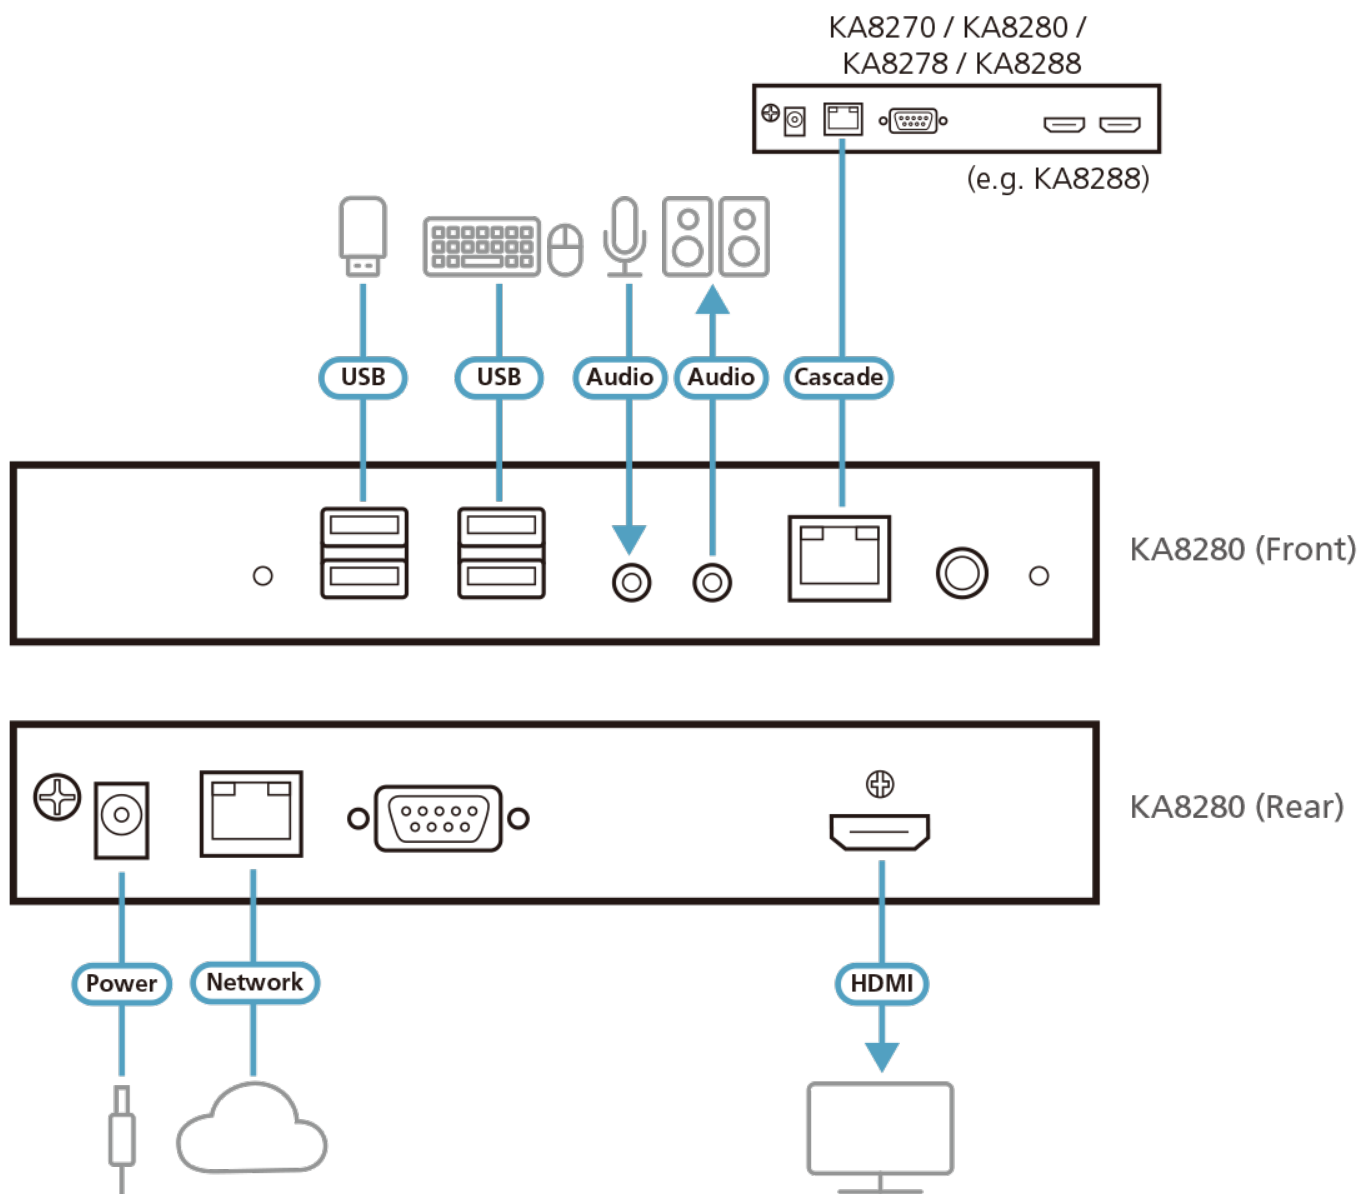 KA8270 / KA8280 /
KA8278 / KA8288
(e.g. KA8288)
USB
USB
Audio
Audio
Cascade
KA8280 (Front)
KA8280 (Rear)
Power
Network
HDMI